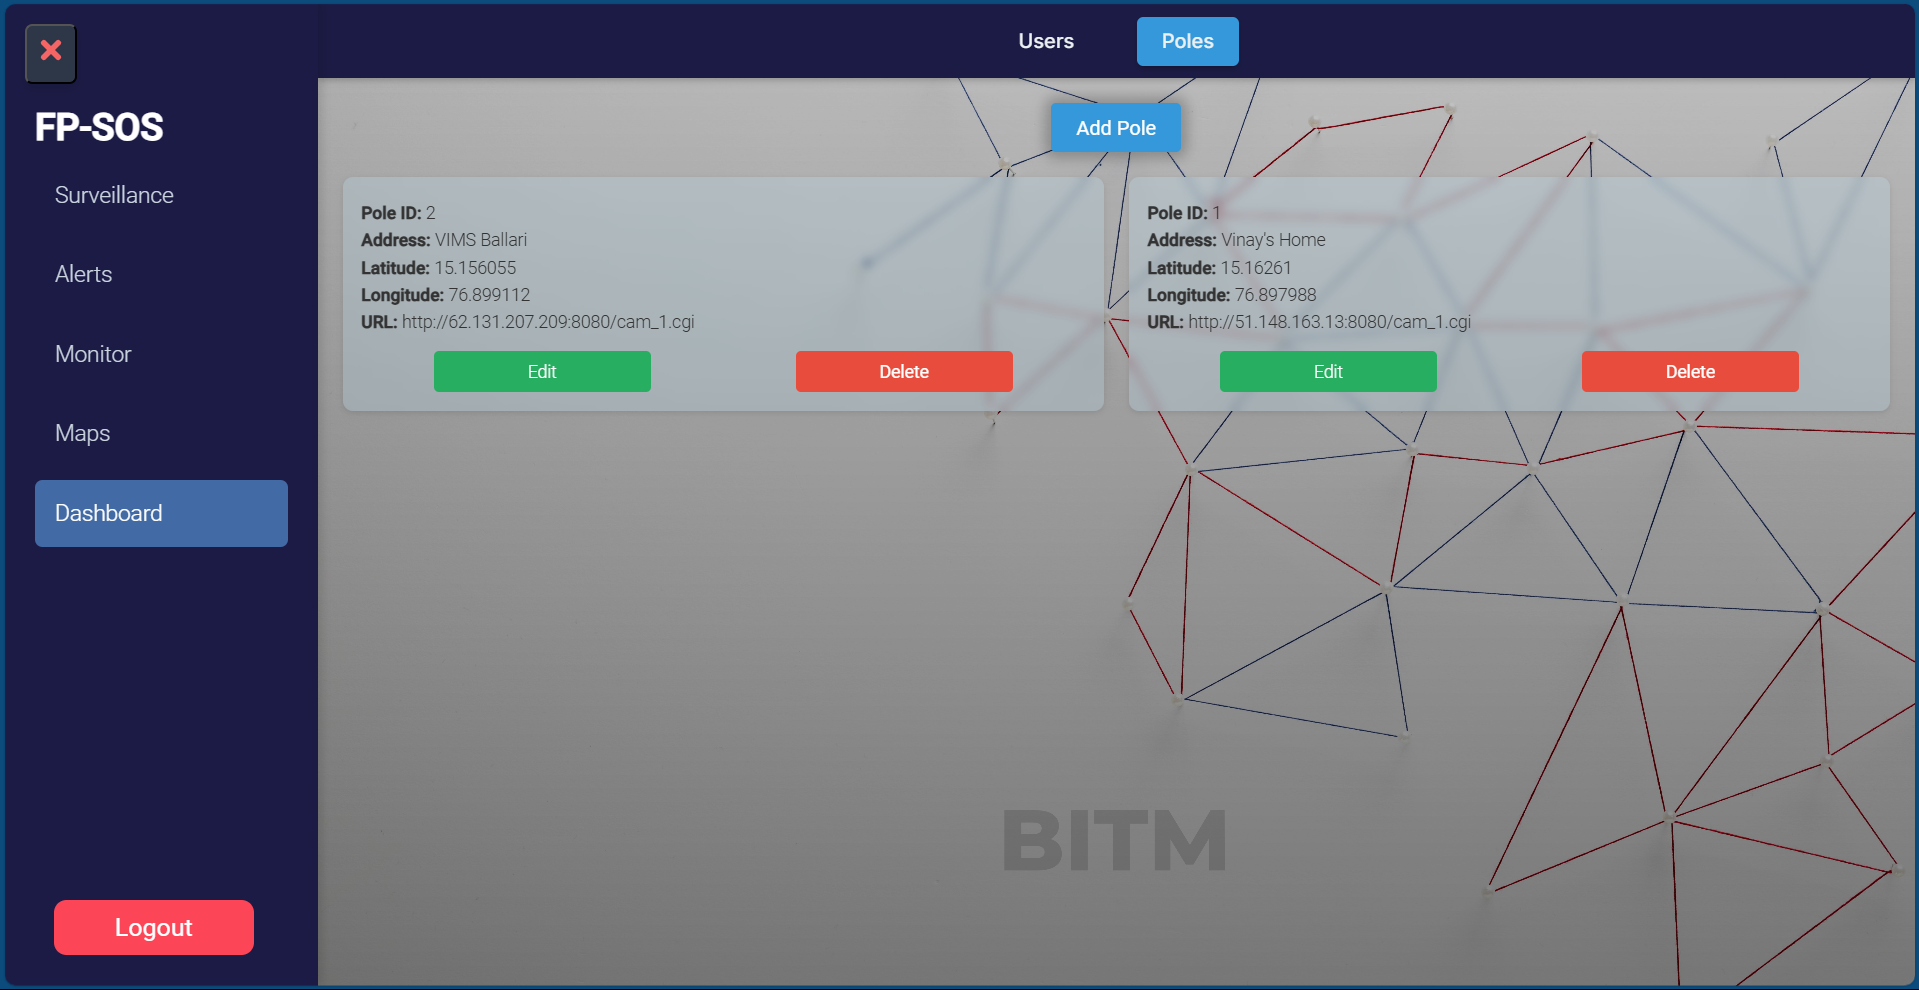 Users
Poles
FP-SOS
Surveillance
Alerts
Monitor
Maps
Dashboard
Logout
Add Pole
Pole ID: 2
Address: VIMS Ballari
Latitude: 15.156055
Longitude: 76.899112
URL: http://62.131.207.209:8080/cam_1.cgi
Edit
Delete
Pole ID: 1
Address: Vinay's Home
Latitude: 15.16261
Longitude: 76.897988
URL: http://51.148.163.13:8080/cam_1.cgi
Edit
Delete
BITM